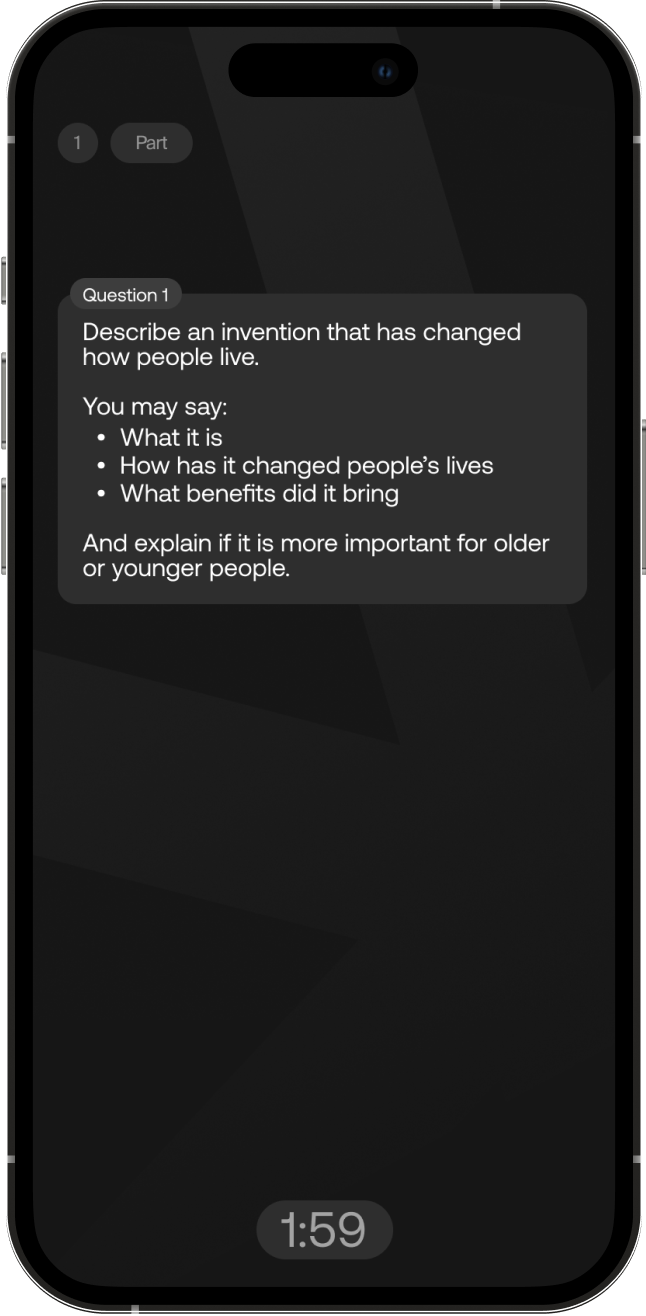 1 Part
Question 1
Describe an invention that has changed
how people live.
You may say:
• What it is
• How has it changed people’s lives
• What benefits did it bring
And explain if it is more important for older
or younger people.
1:59